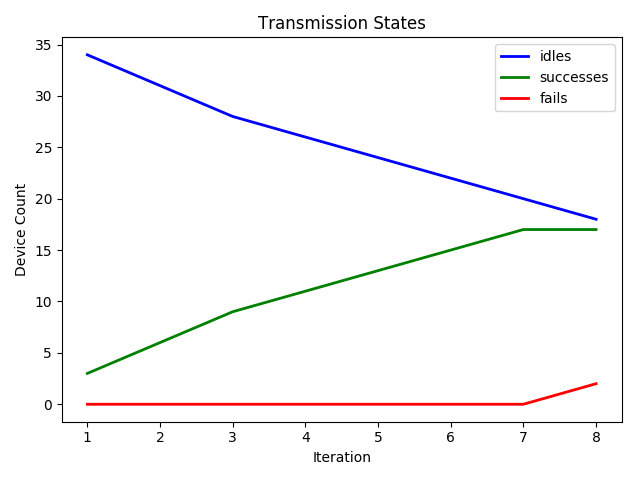 Transmission States
35
30
25
20
15
10
5
0
Device Count
idles
successes
fails
1 2 3 4 5 6 7 8
Iteration